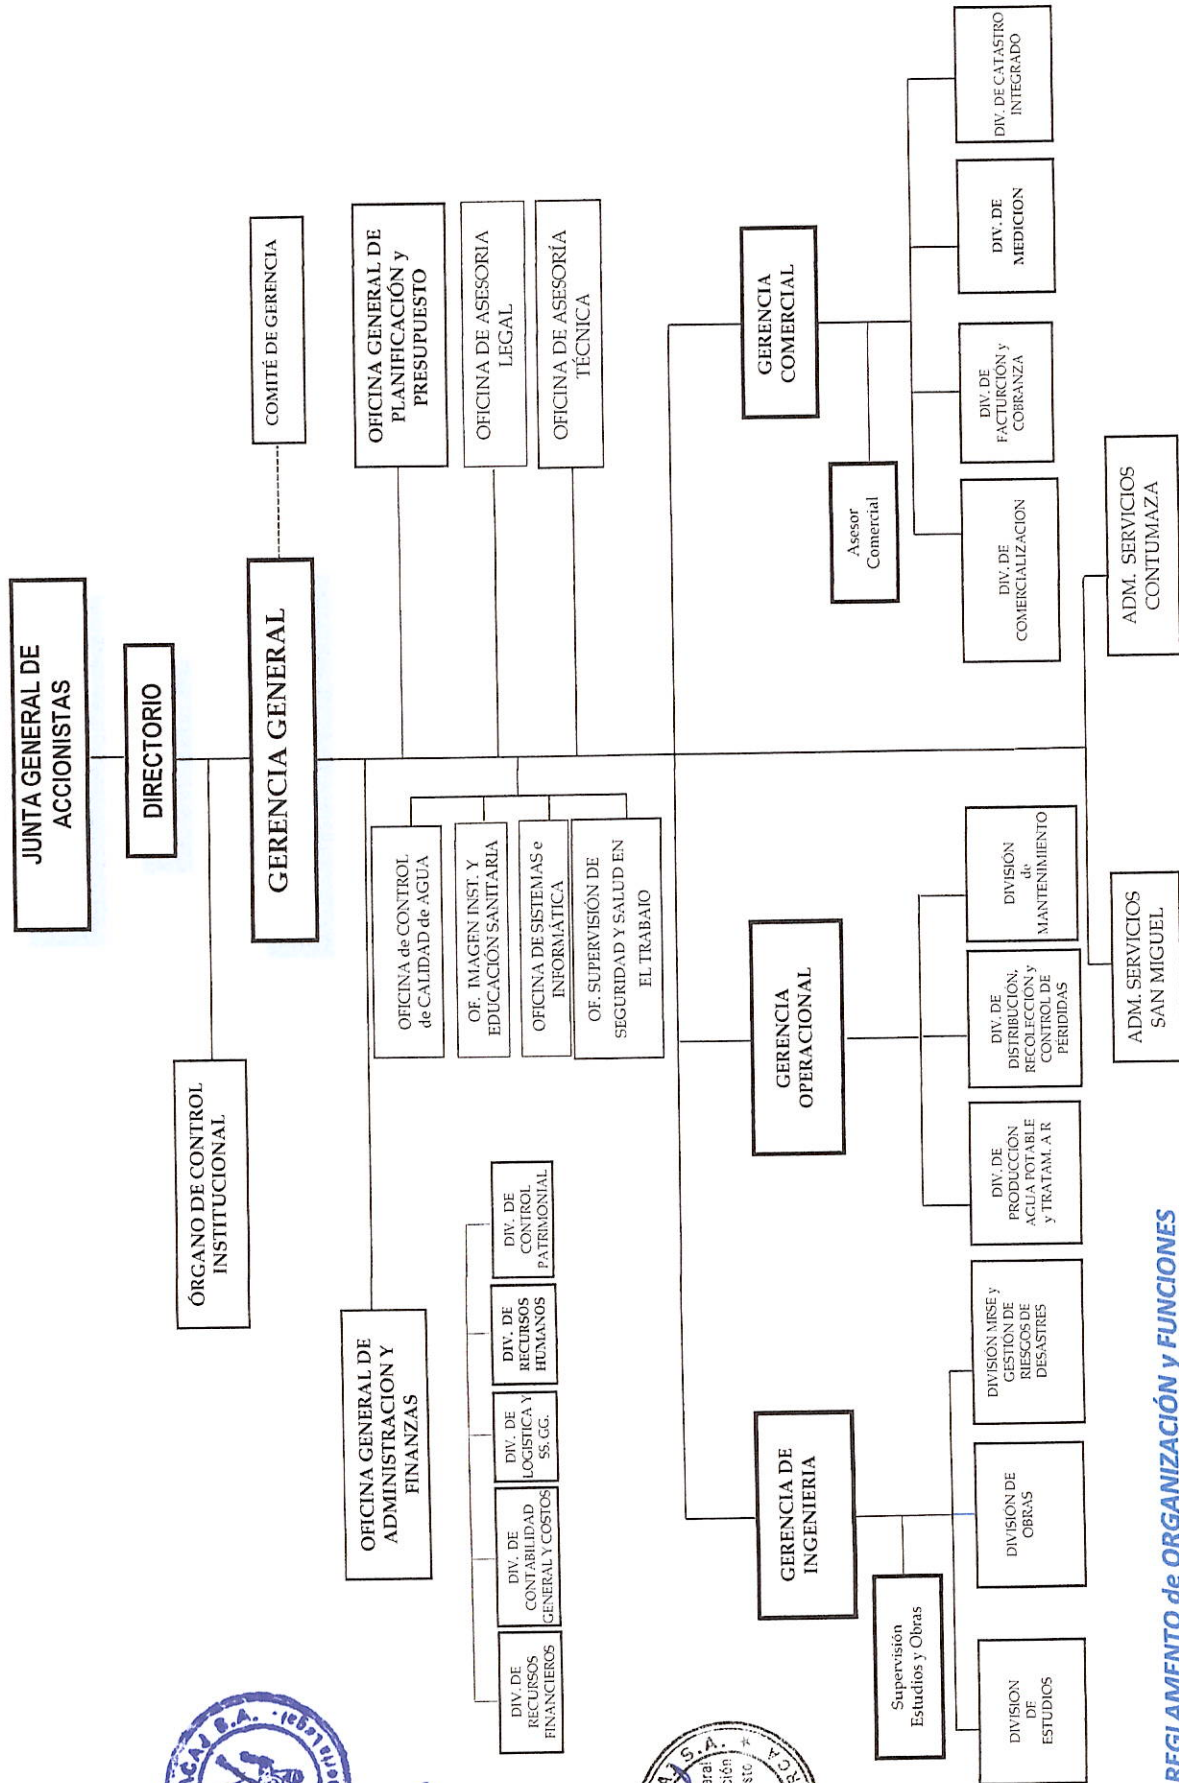 JUNTA GENERAL DE
ACCIONISTAS
DIRECTORIO
ÓRGANO DE CONTROL
INSTITUCIONAL
GERENCIA GENERAL
COMITÉ DE GERENCIA
OFICINA GENERAL DE
ADMINISTRACION Y
FINANZAS
OFICINA GENERAL DE
PLANIFICACIÓN y
PRESUPUESTO
OFICINA DE ASESORIA
LEGAL
OFICINA DE ASESORÍA
TÉCNICA
OFICINA de CONTROL
de CALIDAD de AGUA
OF. IMAGEN INST. Y
EDUCACIÓN SANITARIA
OFICINA DE SISTEMAS e
INFORMÁTICA
OF. SUPERVISIÓN DE
SEGURIDAD Y SALUD EN
EL TRABAJO
DIV. DE
RECURSOS
FINANCIEROS
DIV. DE
CONTABILIDAD
GENERAL Y COSTOS
DIV. DE
LOGÍSTICA Y
SS. GG.
DIV. DE
RECURSOS
HUMANOS
DIV. DE
CONTROL
PATRIMONIAL
GERENCIA DE
INGENIERIA
GERENCIA
OPERACIONAL
GERENCIA
COMERCIAL
Supervisión
Estudios y Obras
Asesor
Comercial
DIVISION
DE
ESTUDIOS
DIVISIÓN DE
OBRAS
DIVISIÓN MRSE y
GESTIÓN DE
RIESGOS DE
DESASTRES
DIV. DE
PRODUCCIÓN
AGUA POTABLE
y TRATAM. A R
DIV. DE
DISTRIBUCIÓN,
RECOLECCIÓN y
CONTROL DE
PÉRDIDAS
DIVISIÓN
de
MANTENIMIENTO
DIV. DE
COMERCIALIZACION
DIV. DE
FACTURCIÓN y
COBRANZA
DIV. DE
MEDICION
DIV. DE CATASTRO
INTEGRADO
ADM. SERVICIOS
SAN MIGUEL
ADM. SERVICIOS
CONTUMAZA
REGLAMENTO de ORGANIZACIÓN y FUNCIONES
S.A.
S.A.